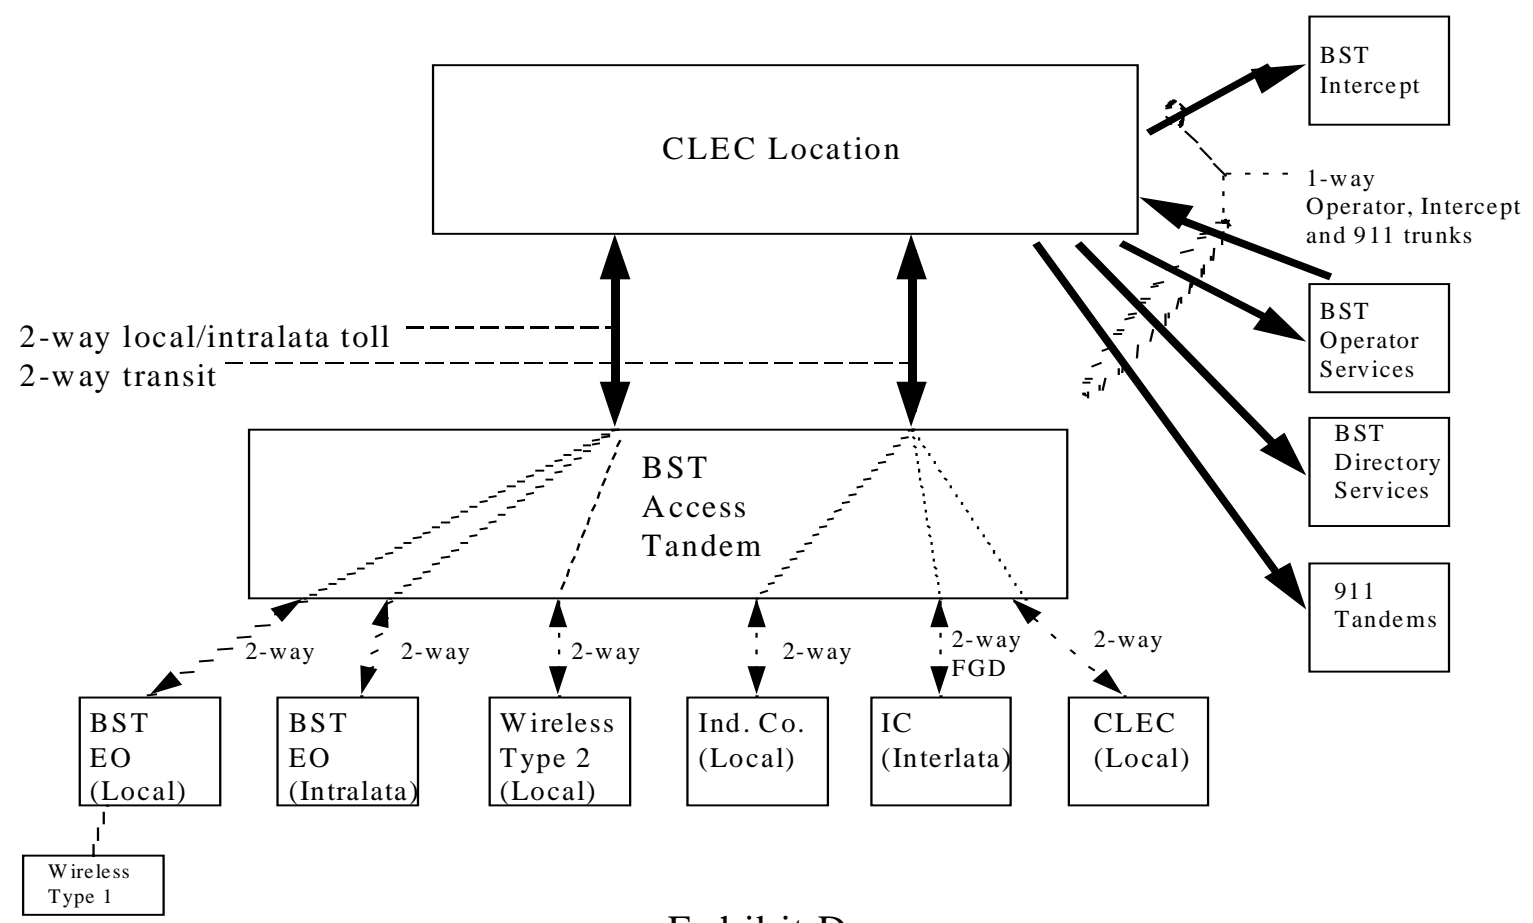 BST
Intercept
CLEC Location
1-way
Operator, Intercept
and 911 trunks
BST
Operator
Services
2-way local/intralata toll
2-way transit
BST
Directory
Services
BST
Access
Tandem
911
Tandems
2-way
2-way
2-way
2-way
2-way
FGD
2-way
BST
EO
(Local)
BST
EO
(Intralata)
Wireless
Type 2
(Local)
Ind. Co.
(Local)
IC
(Interlata)
CLEC
(Local)
Wireless
Type 1
Exhibit D